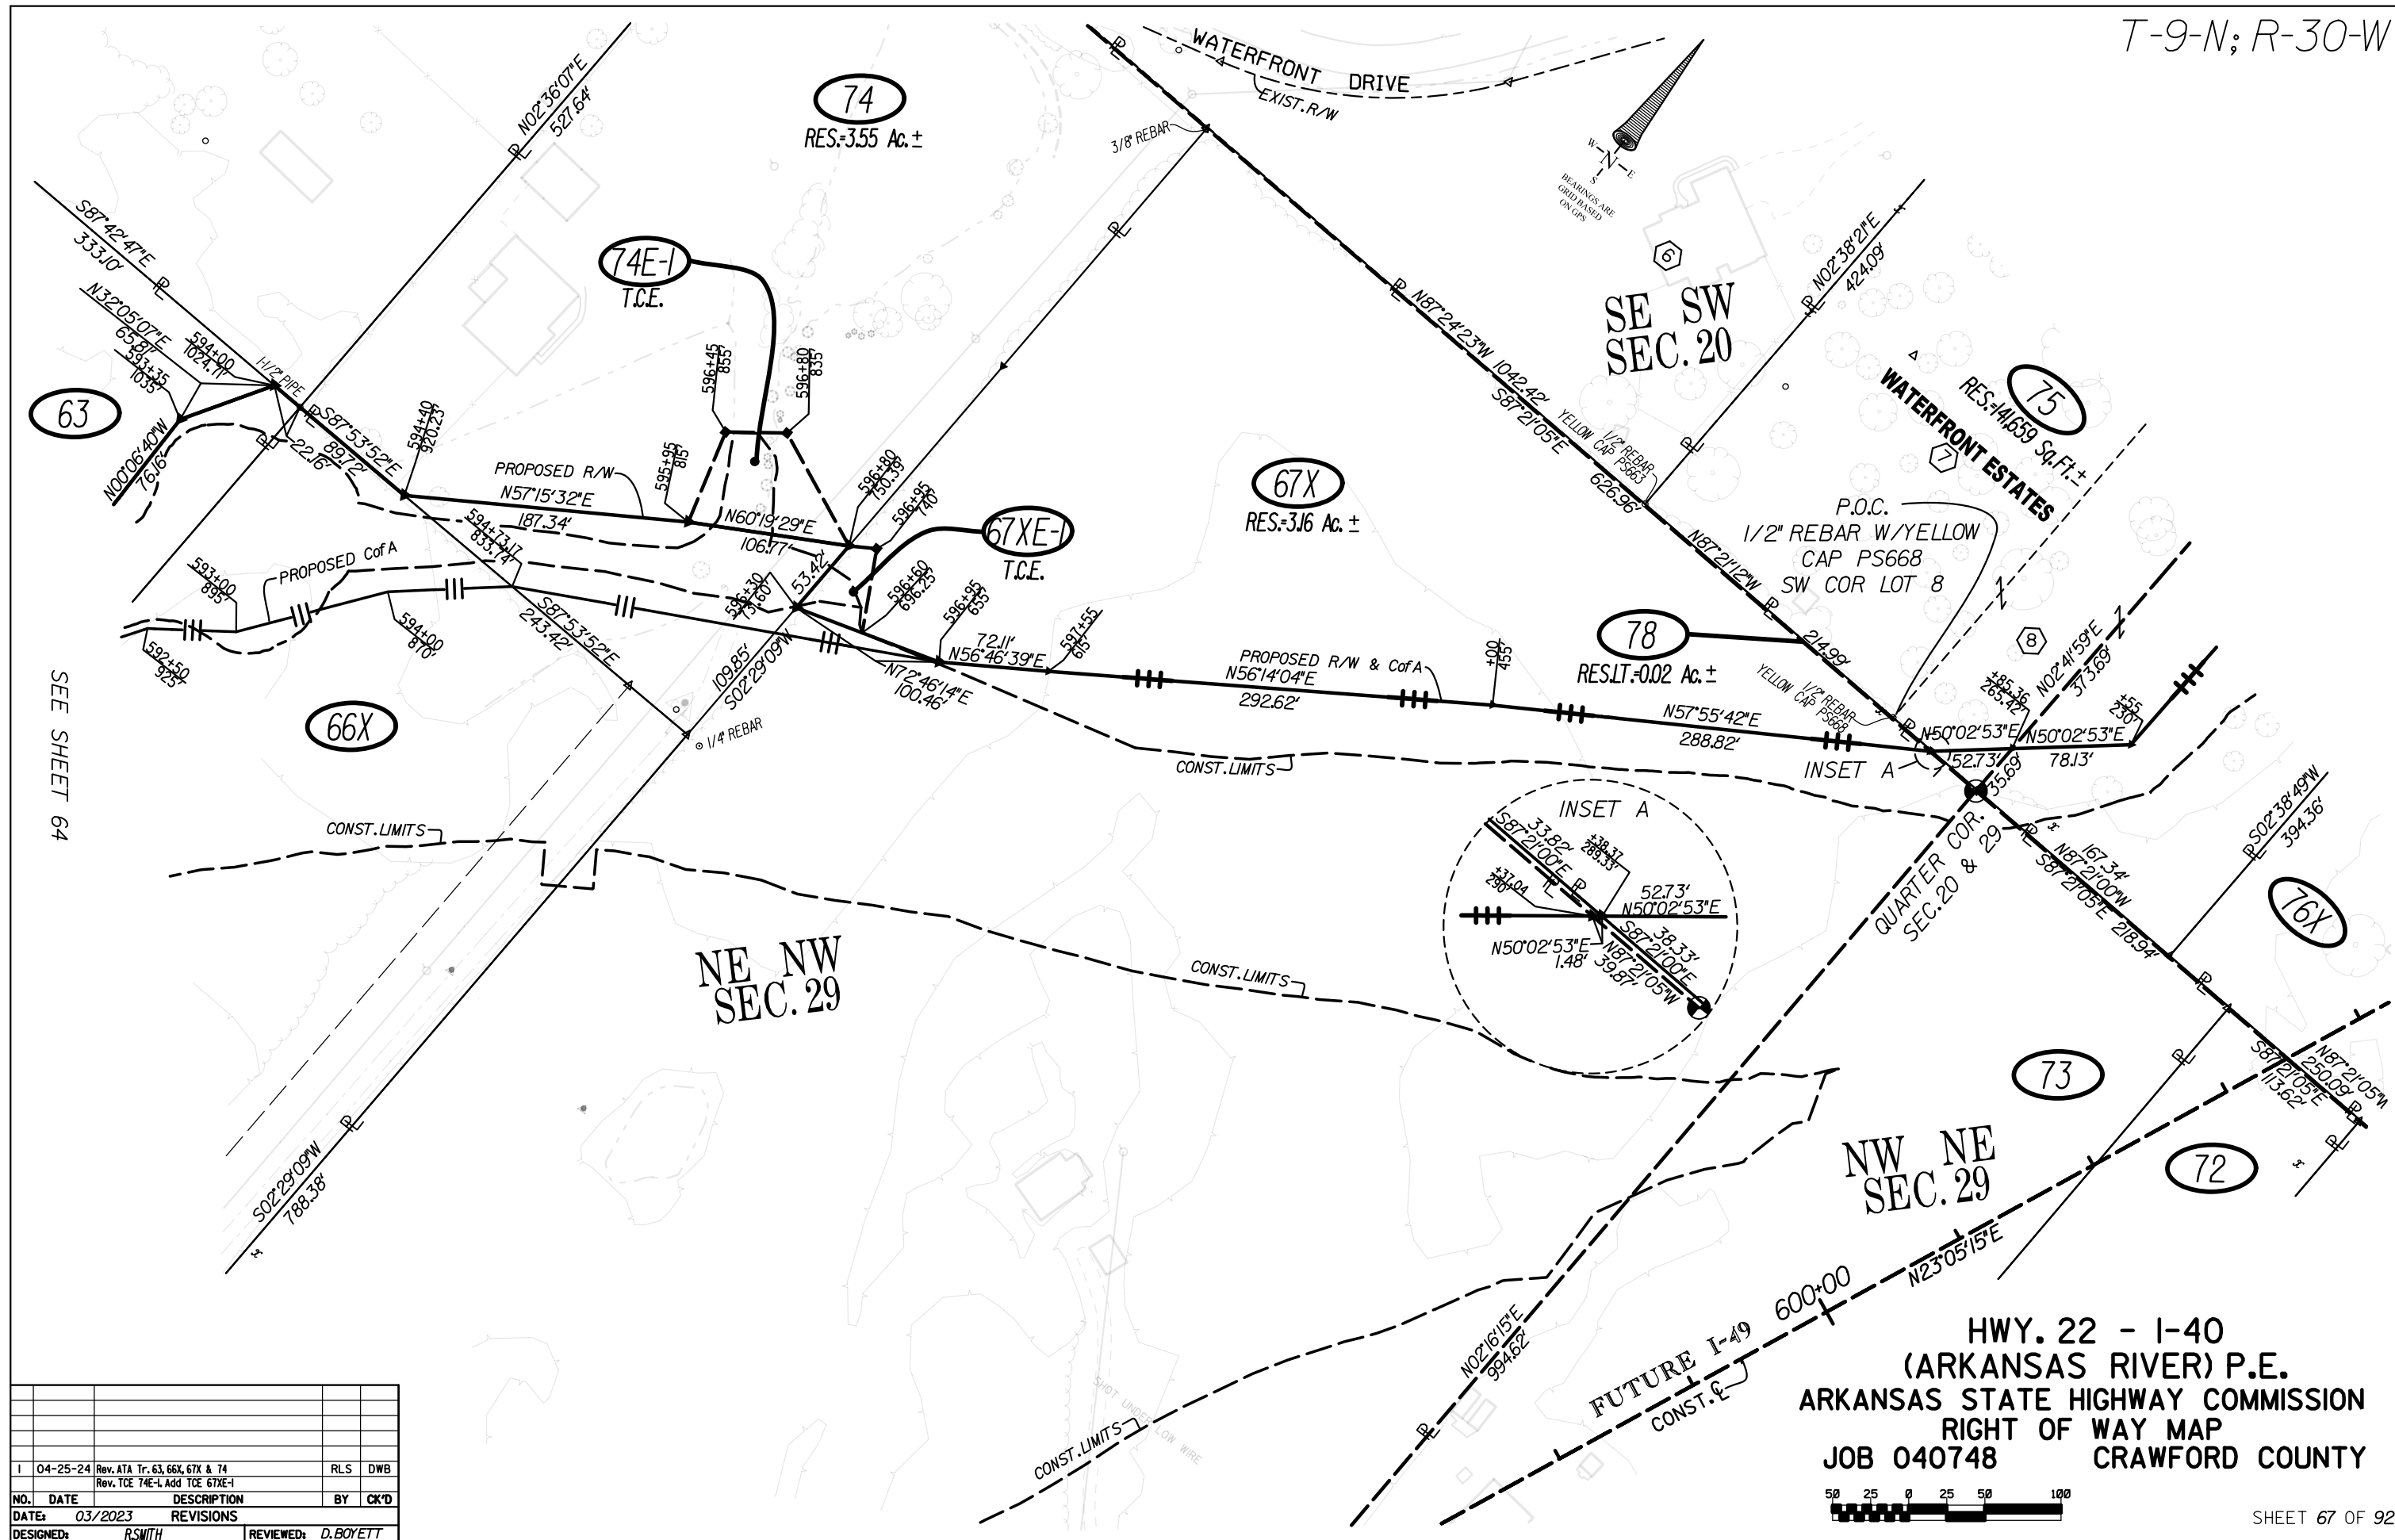 T-9-N; R-30-W
WATERFRONT DRIVE
EXIST. R/W
N02°36'07"E
527.64'
74
RES.=3.55 Ac.±
3/8" REBAR
W N E
S
BEARINGS ARE
GRID BASED
ON GPS
S87°42'47"E
333.10'
N32°05'07"E
65.81'
593+35
1035'
594+00
1024.71'
1-1/2" PIPE
63
N00°06'40"W
76.16'
22.16'
S87°53'52"E
89.72'
594+40
920.23'
74E-1
T.C.E.
596+45
855'
596+80
835'
595+95
815'
PROPOSED R/W
N57°15'32"E
187.34'
N60°19'29"E
106.77'
596+80
750.39'
596+95
740'
67XE-1
T.C.E.
53.42'
596+30
731.60'
596+60
696.25'
596+95
655'
67X
RES.=3.16 Ac.±
N87°24'23"W 1042.42'
S87°21'05"E
626.96'
6
SE SW
SEC. 20
N02°38'21"E
424.09'
75
RES.=141,659 Sq.Ft.±
WATERFRONT ESTATES
7
1/2" REBAR
YELLOW CAP PS663
P.O.C.
1/2" REBAR W/YELLOW
CAP PS668
SW COR LOT 8
N87°21'12"W
214.99'
78
RES.LT.=0.02 Ac.±
1/2" REBAR
YELLOW CAP PS668
8
N02°41'59"E
373.69'
+85.36
265.42'
+55
230'
N50°02'53"E
52.73'
N50°02'53"E
78.13'
35.69'
INSET A
PROPOSED CofA
593+00
895'
592+50
925'
594+00
870'
594+73.17
833.74'
S87°53'52"E
243.42'
109.85'
S02°29'09"W
N72°46'14"E
100.46'
72.11'
N56°46'39"E
597+55
615'
PROPOSED R/W & CofA
N56°14'04"E
292.62'
+00
455'
N57°55'42"E
288.82'
SEE SHEET 64
66X
1/4" REBAR
CONST. LIMITS
CONST. LIMITS
INSET A
33.82'
S87°21'00"E
+38.37
289.33'
+37.04
290'
52.73'
N50°02'53"E
N50°02'53"E
1.48'
38.33'
S87°21'00"E
N87°21'05"W
39.87'
QUARTER COR.
SEC. 20 & 29
167.34'
N87°21'00"W
S87°21'05"E 218.94'
S02°38'49"W
394.36'
76X
NE NW
SEC. 29
CONST. LIMITS
73
N87°21'05"W
250.09'
S87°21'05"E
113.62'
72
NW NE
SEC. 29
S02°29'09"W
788.38'
N02°16'15"E
994.62'
N23°05'15"E
600+00
FUTURE I-49
CONST. ℄
SHOT UNDER LOW WIRE
CONST. LIMITS
HWY. 22 - I-40
(ARKANSAS RIVER) P.E.
ARKANSAS STATE HIGHWAY COMMISSION
RIGHT OF WAY MAP
JOB 040748 CRAWFORD COUNTY
50 25 0 25 50 100
SHEET 67 OF 92
1 04-25-24 Rev. ATA Tr. 63, 66X, 67X & 74 RLS DWB
Rev. TCE 74E-1. Add TCE 67XE-1
NO. DATE DESCRIPTION BY CK'D
DATE: 03/2023 REVISIONS
DESIGNED: R.SMITH REVIEWED: D.BOYETT